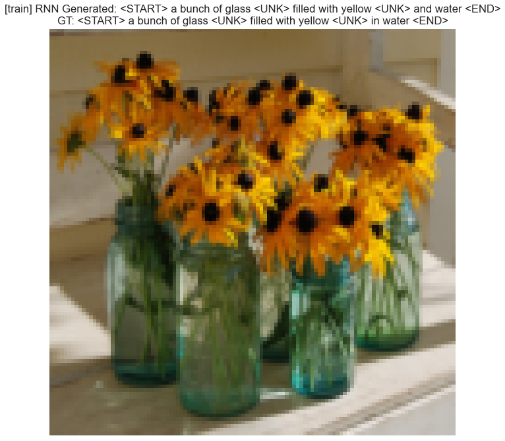 [train] RNN Generated: <START> a bunch of glass <UNK> filled with yellow <UNK> and water <END>
GT: <START> a bunch of glass <UNK> filled with yellow <UNK> in water <END>